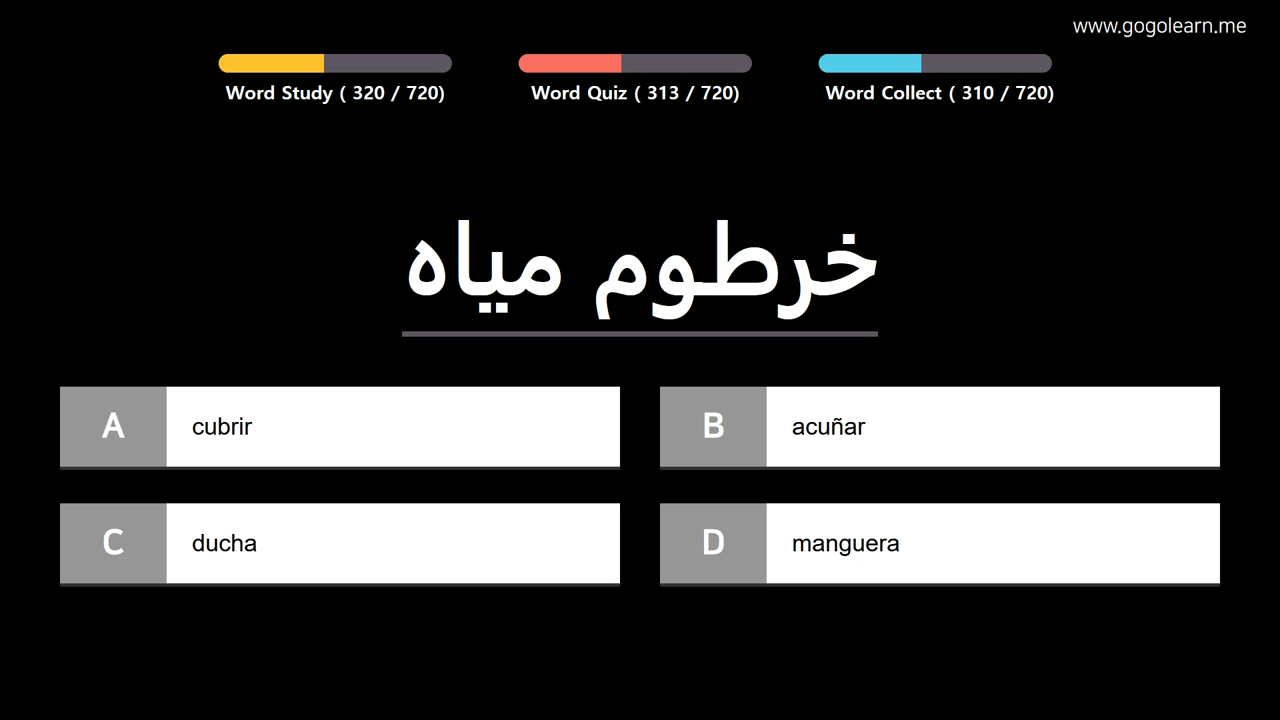 www.gogolearn.me
Word Study ( 320 / 720)
Word Quiz ( 313 / 720)
Word Collect ( 310 / 720)
خرطوم مياه
A cubrir
B acuñar
C ducha
D manguera